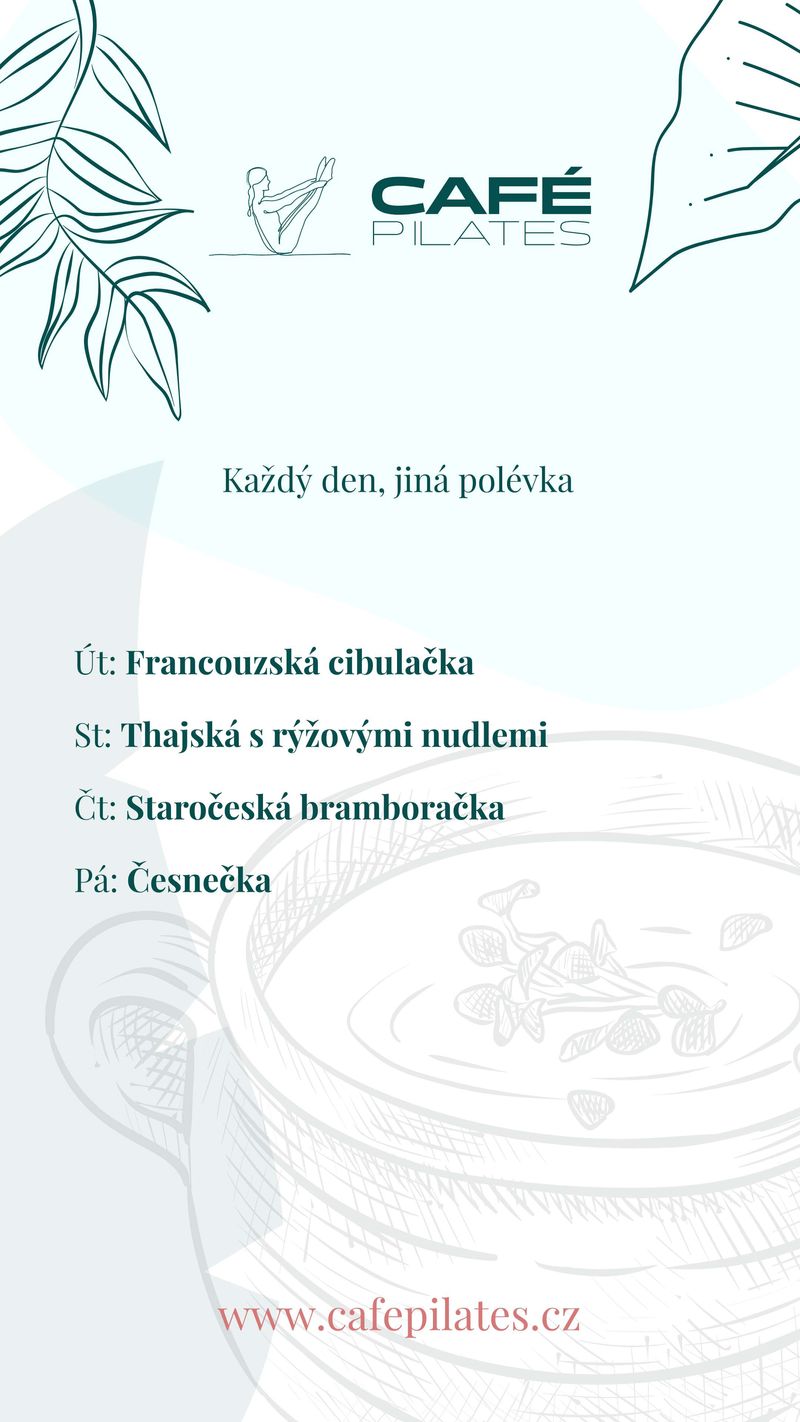 CAFÉ
PILATES
Každý den, jiná polévka
Út: Francouzská cibulačka
St: Thajská s rýžovými nudlemi
Čt: Staročeská bramboračka
Pá: Česnečka
www.cafepilates.cz